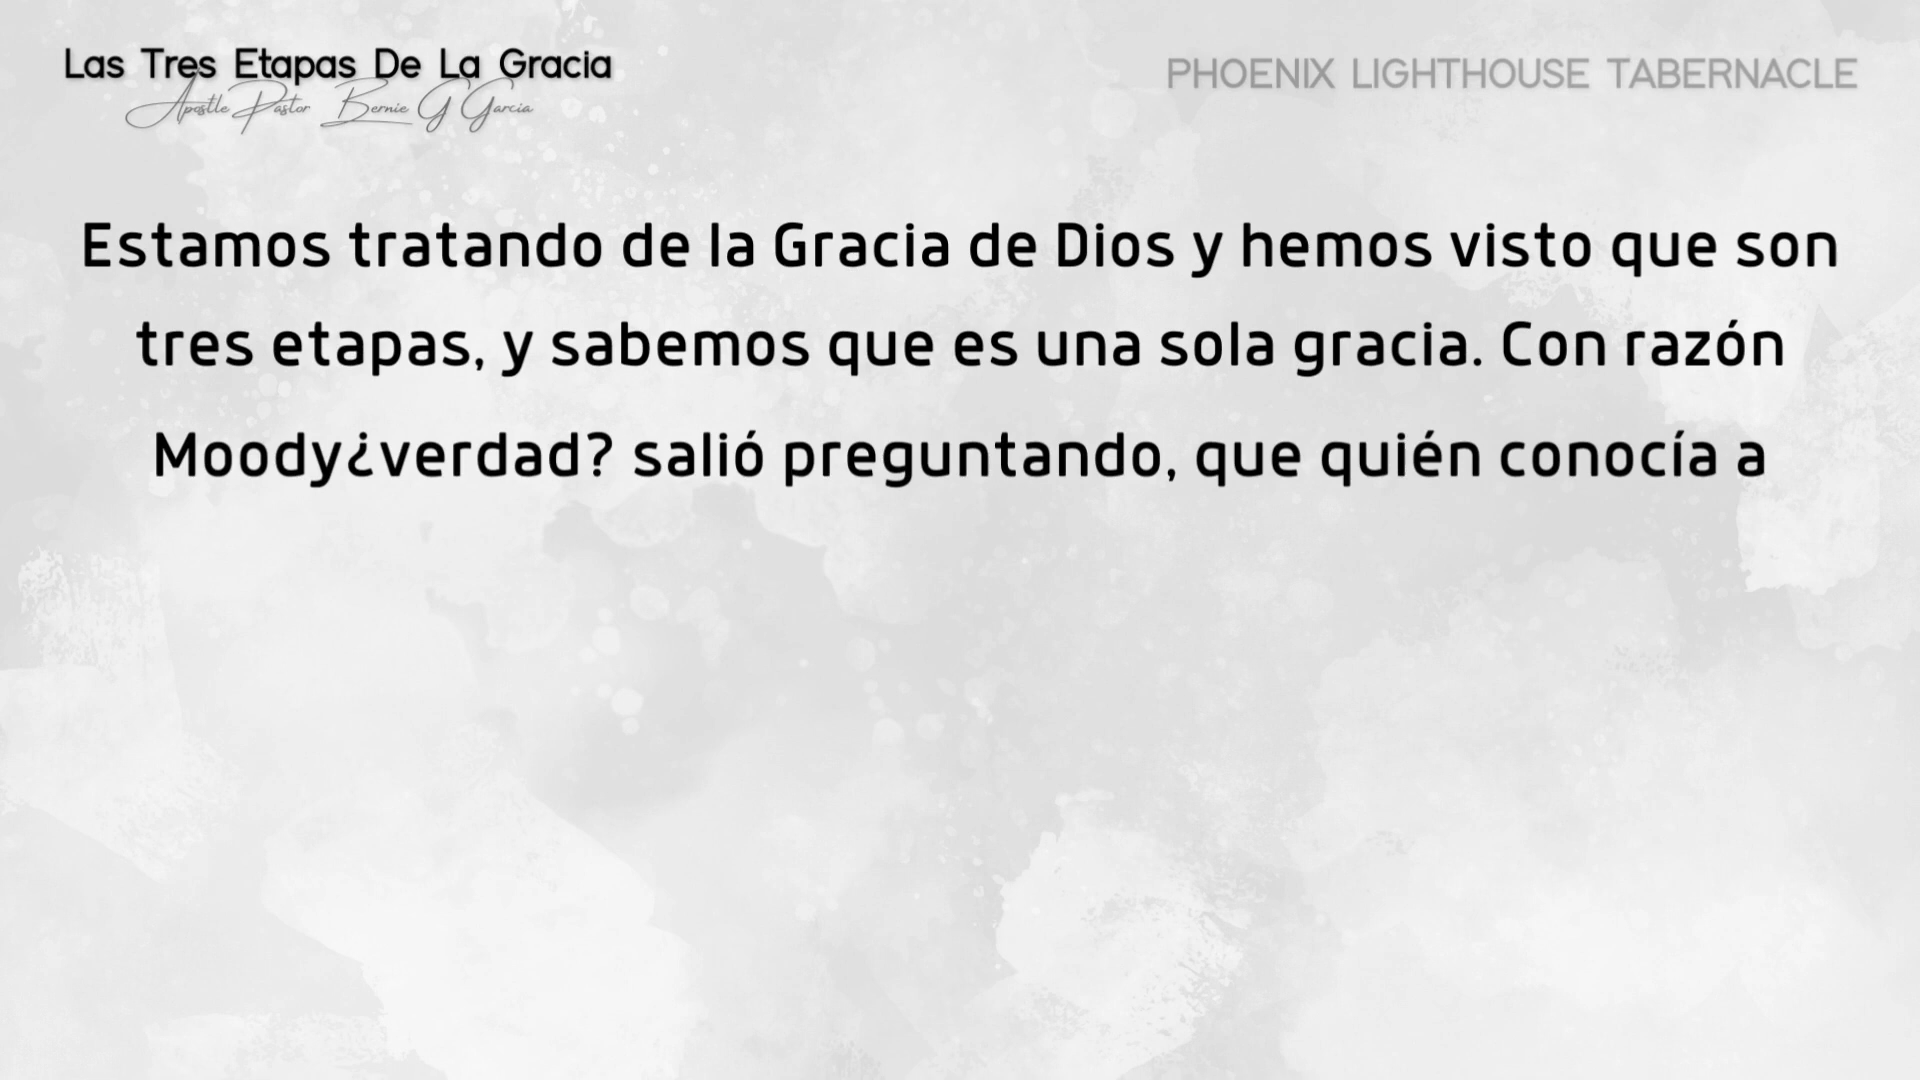 Las Tres Etapas De La Gracia
Apostle Pastor Bernie G Garcia
PHOENIX LIGHTHOUSE TABERNACLE
Estamos tratando de la Gracia de Dios y hemos visto que son
tres etapas, y sabemos que es una sola gracia. Con razón
Moody¿verdad? salió preguntando, que quién conocía a